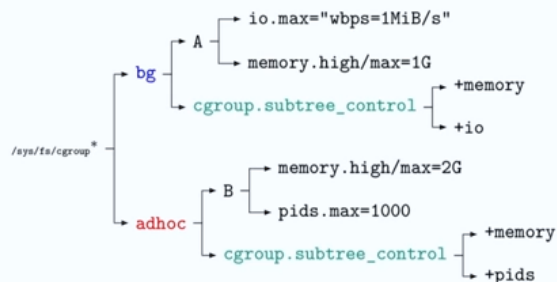 io.max="wbps=1MiB/s"
A
memory.high/max=1G
bg
+memory
cgroup.subtree_control
+io
/sys/fs/cgroup*
memory.high/max=2G
B
pids.max=1000
adhoc
+memory
cgroup.subtree_control
+pids